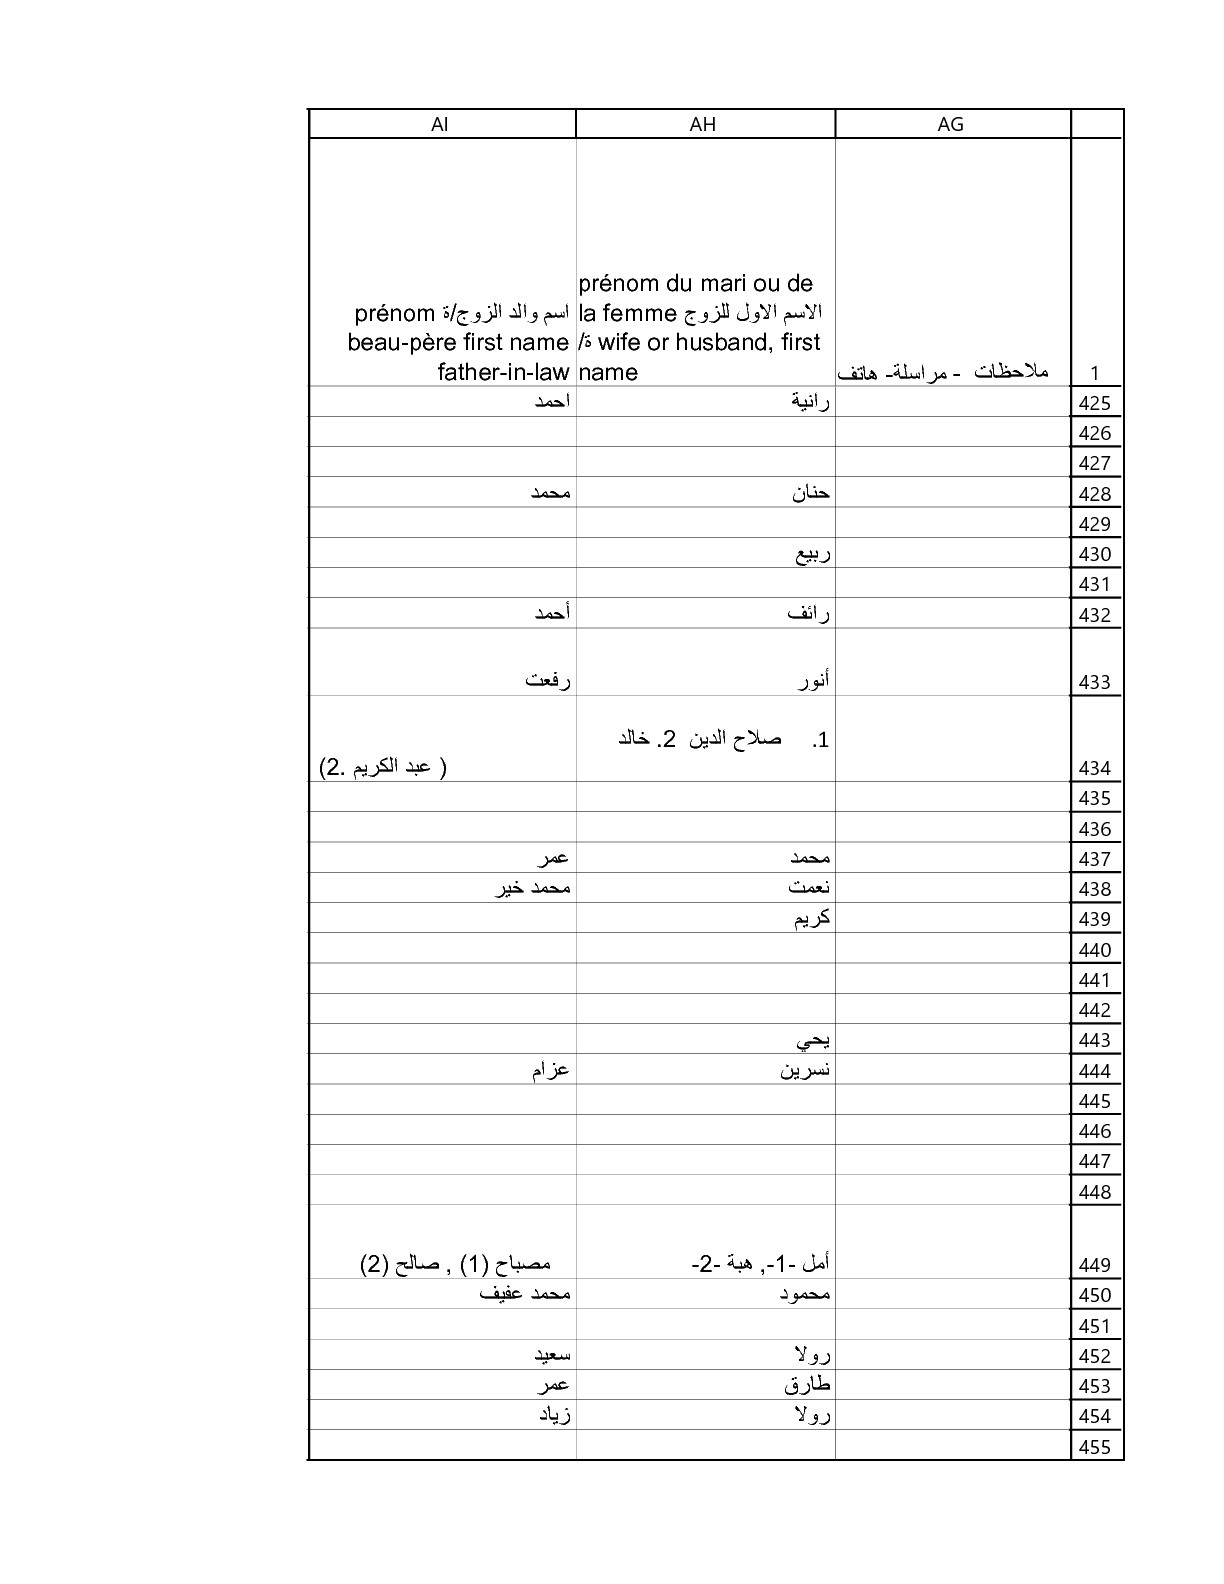 AG AH AI
1 ملاحظات - مراسلة- هاتف
prénom du mari ou de
la femme الاسم الاول للزوج
/ة wife or husband, first
name
اسم والد الزوج/ة prénom
beau-père first name
father-in-law
425 رانية احمد
426
427
428 حنان محمد
429
430 ربيع
431
432 رائف أحمد
433 أنور رفعت
434 1. صلاح الدين 2. خالد
( عبد الكريم .2)
435
436
437 محمد عمر
438 نعمت محمد خير
439 كريم
440
441
442
443 يحي
444 نسرين عزام
445
446
447
448
449 أمل -1-, هبة -2- مصباح (1) , صالح (2)
450 محمود محمد عفيف
451
452 رولا سعيد
453 طارق عمر
454 رولا زياد
455